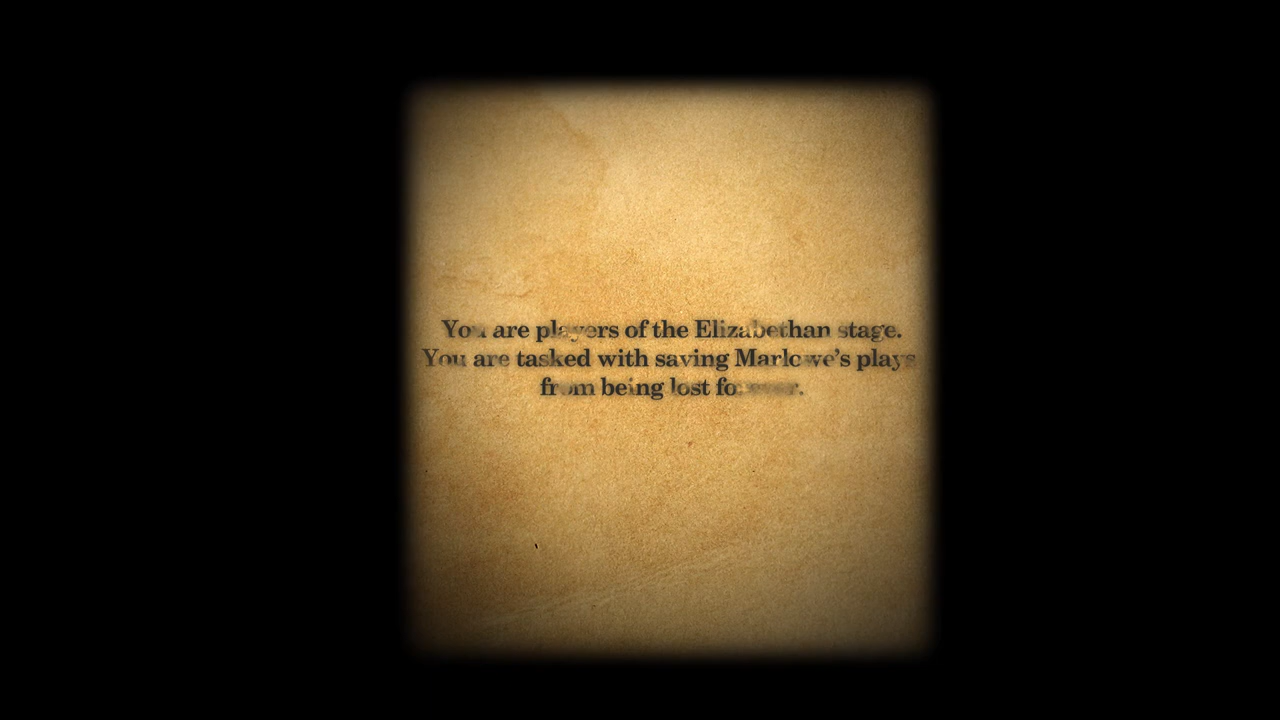 You are players of the Elizabethan stage.
You are tasked with saving Marlowe's plays
from being lost forever.